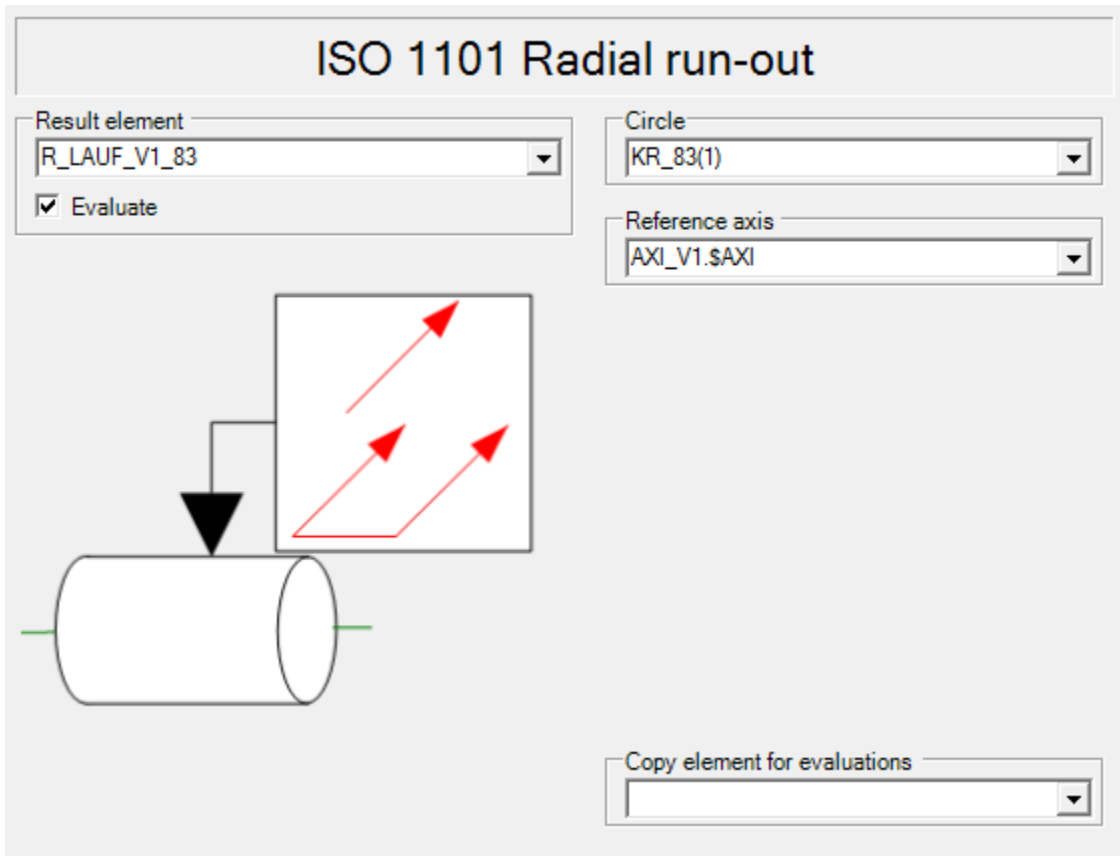 ISO 1101 Radial run-out
Result element
R_LAUF_V1_83
Evaluate
Circle
KR_83(1)
Reference axis
AXI_V1.$AXI
Copy element for evaluations